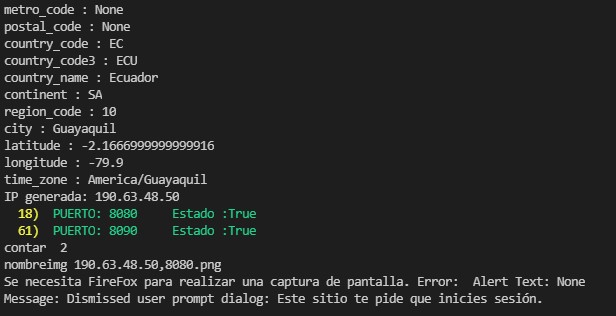 metro_code : None
postal_code : None
country_code : EC
country_code3 : ECU
country_name : Ecuador
continent : SA
region_code : 10
city : Guayaquil
latitude : -2.1666999999999916
longitude : -79.9
time_zone : America/Guayaquil
IP generada: 190.63.48.50
18) PUERTO: 8080 Estado :True
61) PUERTO: 8090 Estado :True
contar 2
nombreimg 190.63.48.50,8080.png
Se necesita FireFox para realizar una captura de pantalla. Error: Alert Text: None
Message: Dismissed user prompt dialog: Este sitio te pide que inicies sesión.